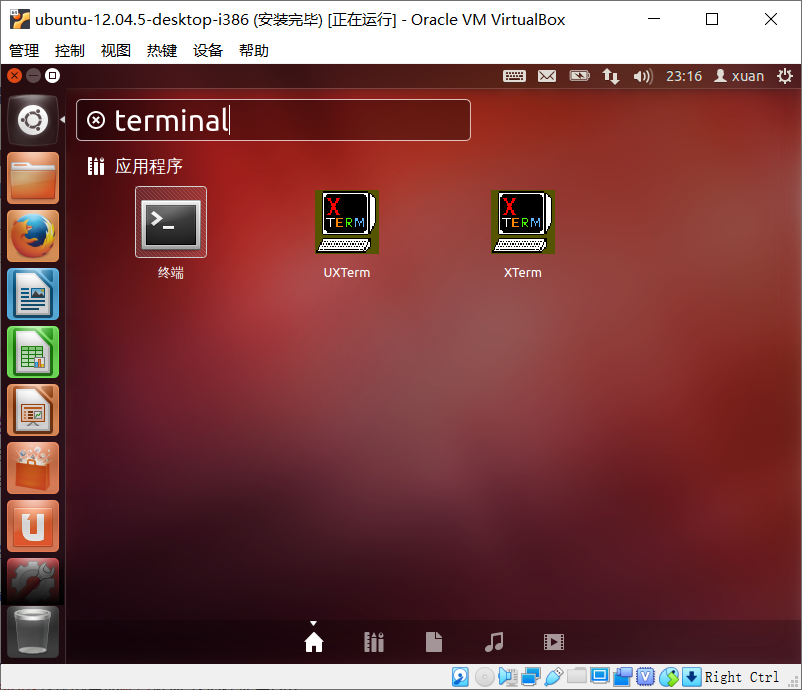 ubuntu-12.04.5-desktop-i386 (安装完毕) [正在运行] - Oracle VM VirtualBox
管理 控制 视图 热键 设备 帮助
23:16 xuan
terminal
应用程序
X TERM X TERM
终端 UXTerm XTerm
Right Ctrl